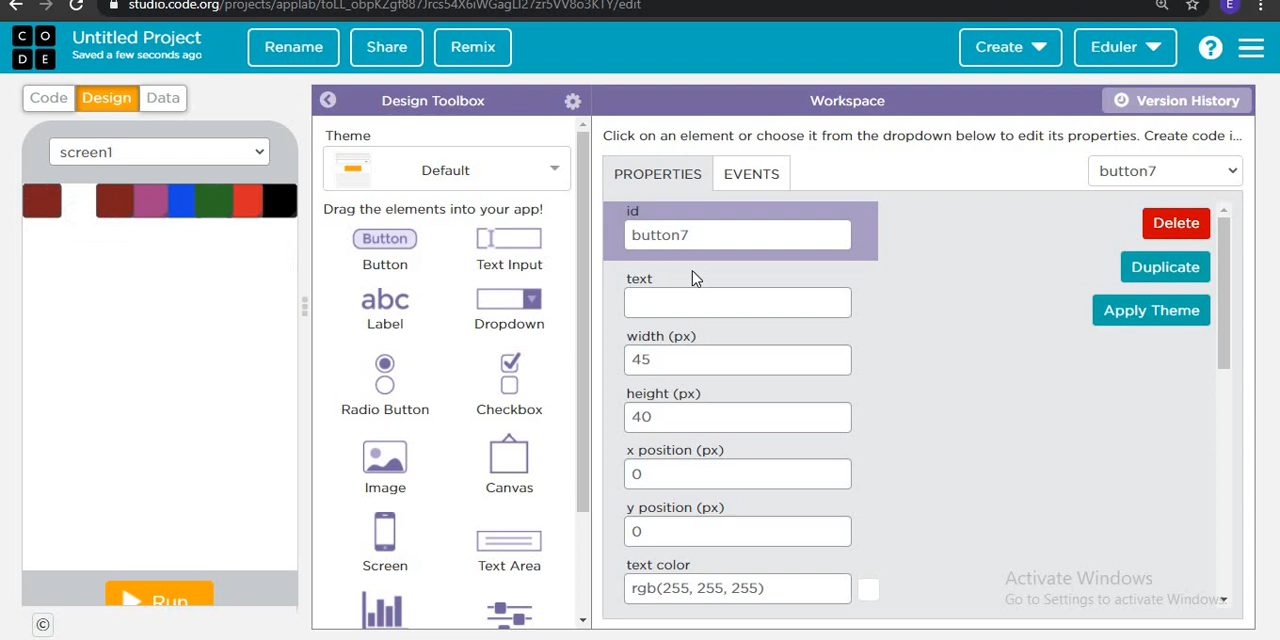 studio.code.org/projects/applab/toLL_obpKZgf887Jrcs54X6iWGagLI27zr5VV8o3KTY/edit
E
C O
D E
Untitled Project
Saved a few seconds ago
Rename
Share
Remix
Create
Eduler
?
Code
Design
Data
Design Toolbox
Workspace
Version History
screen1
Theme
Default
Drag the elements into your app!
Button
Button
Text Input
abc
Label
Dropdown
Radio Button
Checkbox
Image
Canvas
Screen
Text Area
Click on an element or choose it from the dropdown below to edit its properties. Create code i...
PROPERTIES
EVENTS
button7
id
button7
Delete
text
Duplicate
Apply Theme
width (px)
45
height (px)
40
x position (px)
0
y position (px)
0
text color
rgb(255, 255, 255)
Run
©
Activate Windows
Go to Settings to activate Windows.